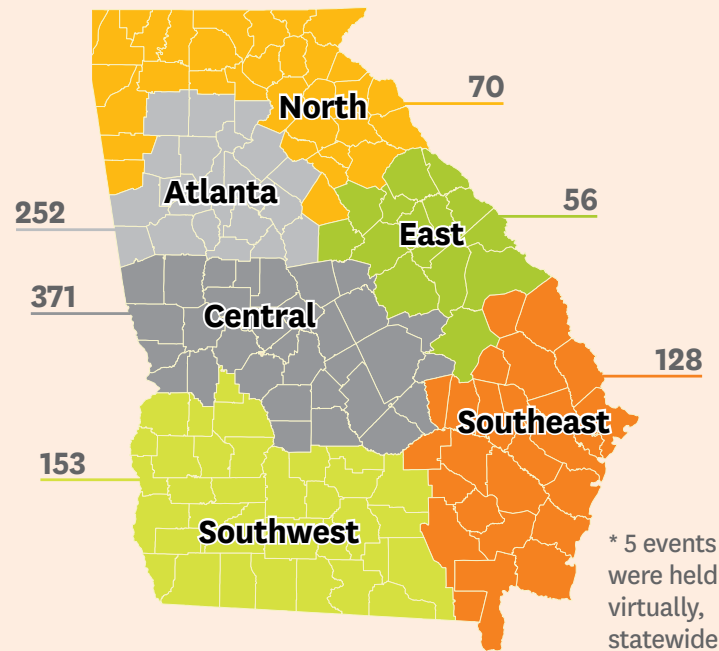 North
70
Atlanta
252
56
East
371
Central
128
Southeast
153
Southwest
* 5 events
were held
virtually,
statewide